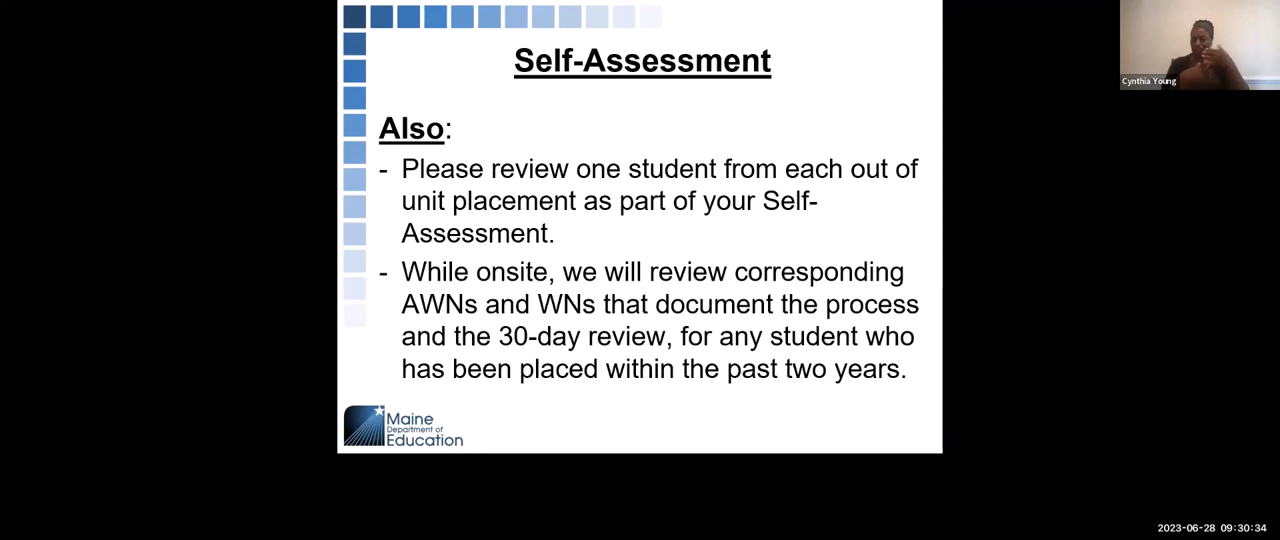 Self-Assessment
Cynthia Young
Also:
- Please review one student from each out of
unit placement as part of your Self-
Assessment.
- While onsite, we will review corresponding
AWNs and WNs that document the process
and the 30-day review, for any student who
has been placed within the past two years.
Maine
Department of
Education
2023-06-28 09:30:34